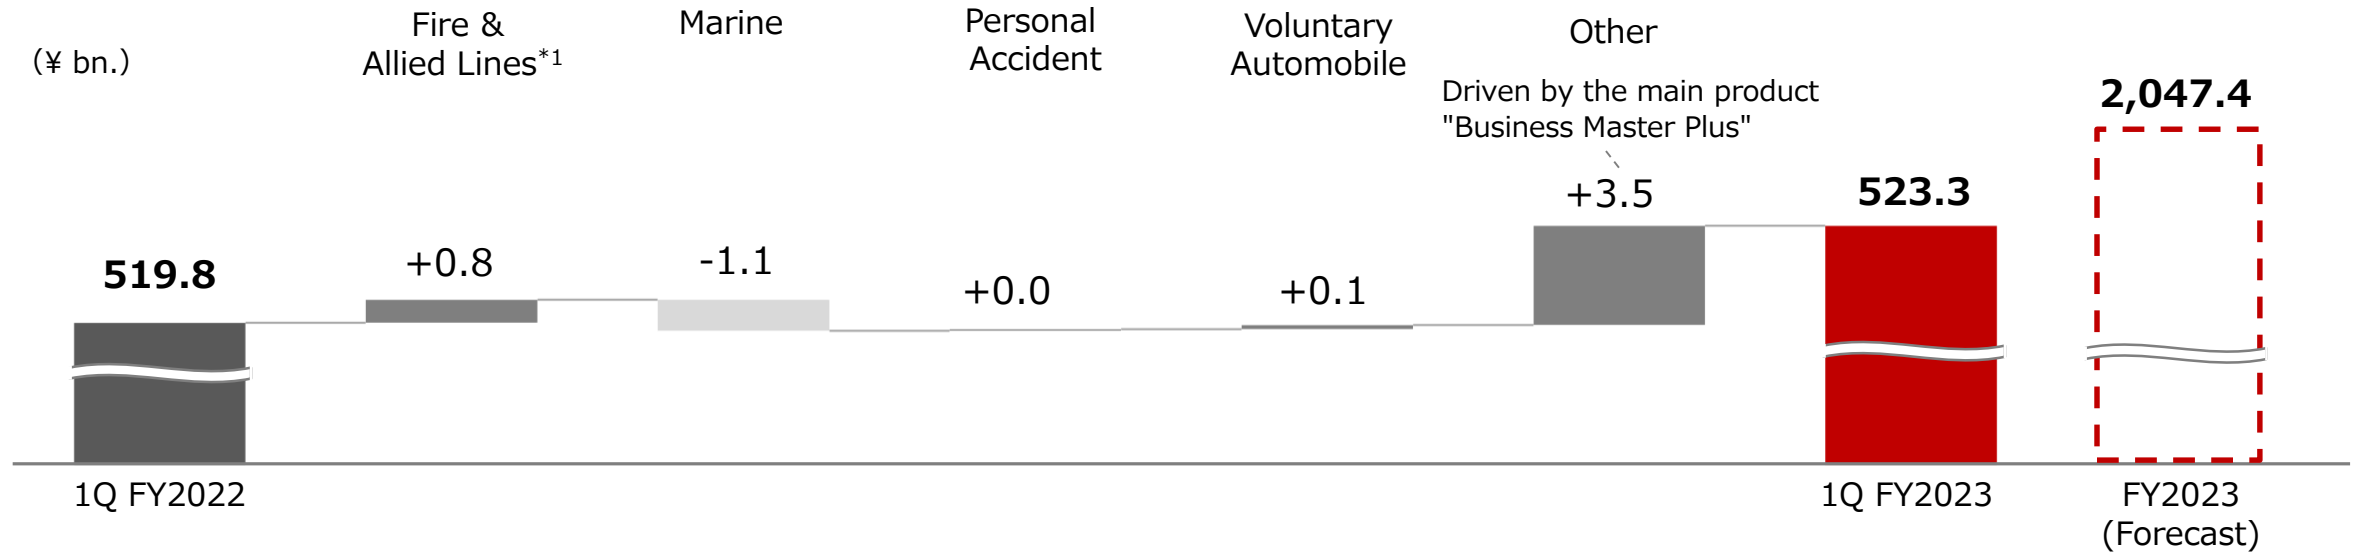 (¥ bn.)
Fire &
Allied Lines*1
Marine
Personal
Accident
Voluntary
Automobile
Other
Driven by the main product
"Business Master Plus"
519.8
+0.8
-1.1
+0.0
+0.1
+3.5
523.3
2,047.4
1Q FY2022
1Q FY2023
FY2023
(Forecast)